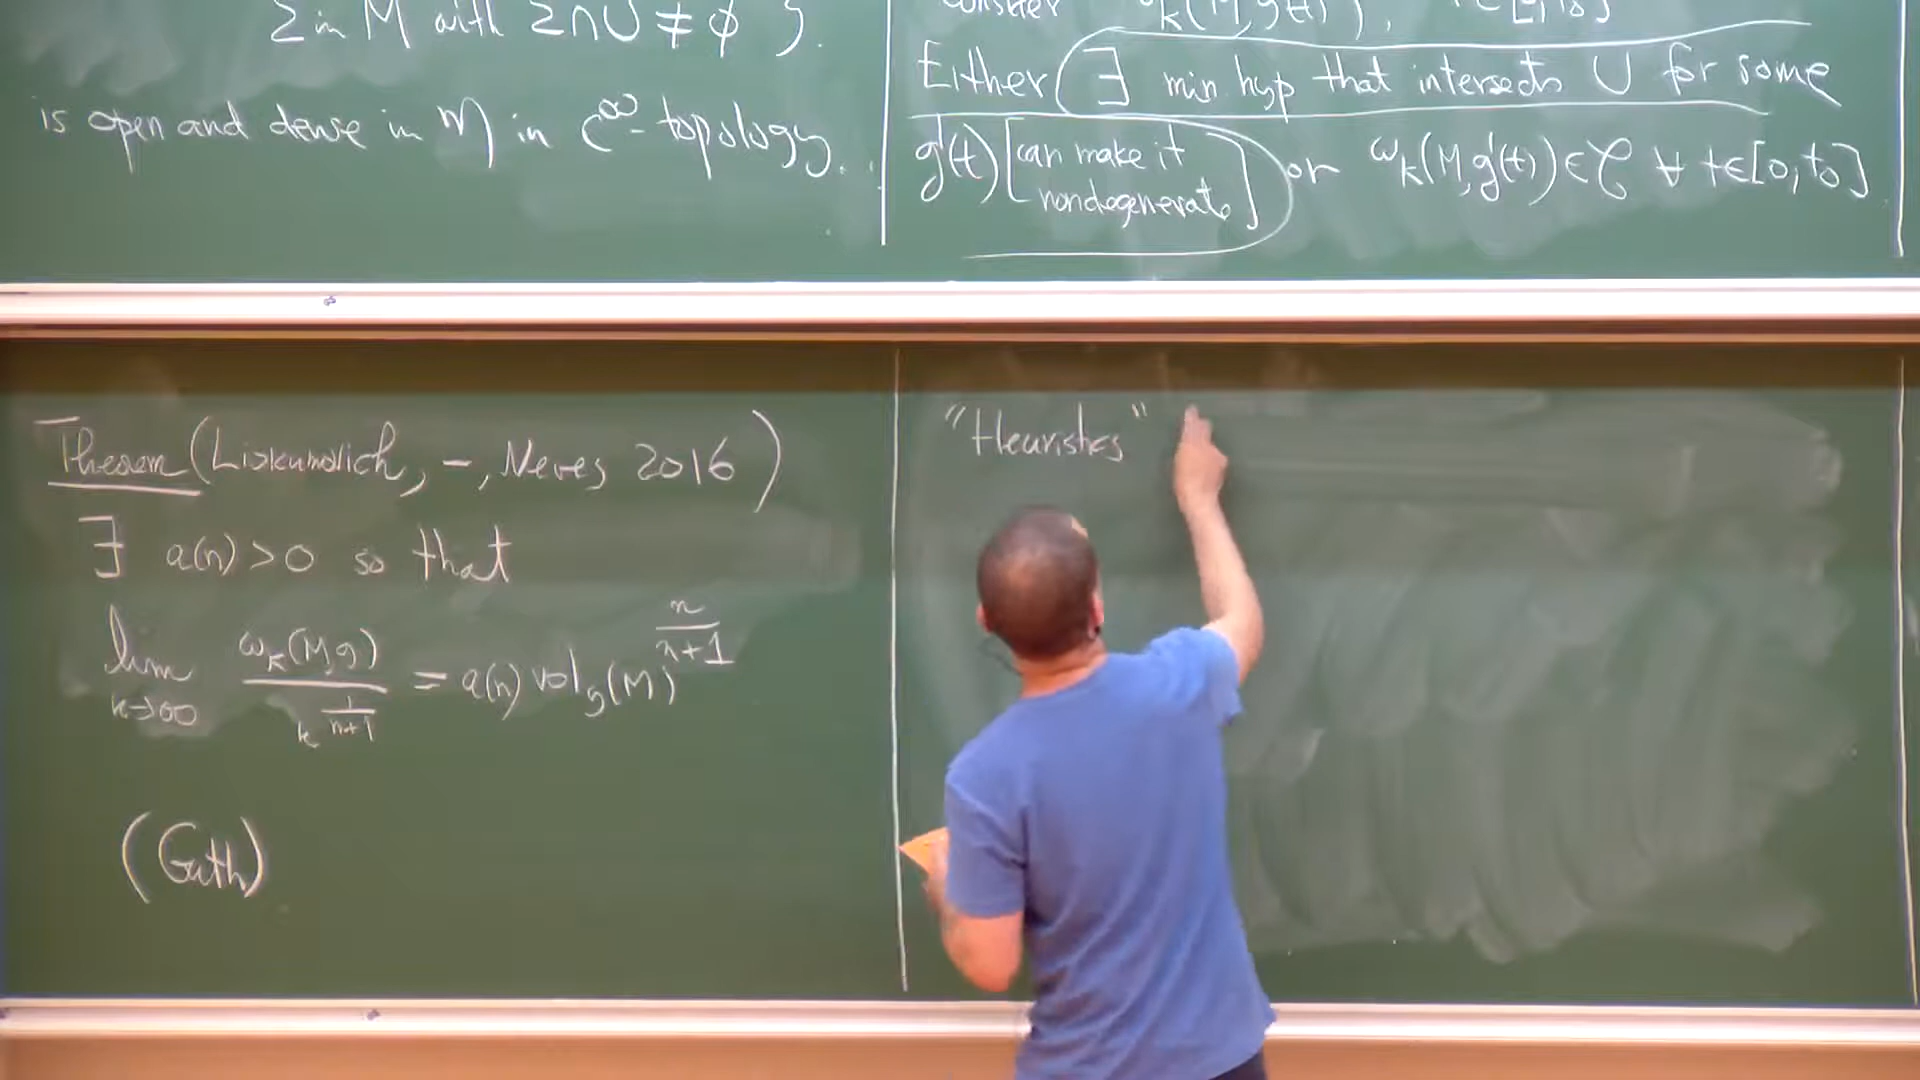 Σ in M with Σ∩U ≠ ∅ }.
is open and dense in M in C^∞-topology.
consider ω_k(M, g'(t)), t∈[0,t_0]
Either ∃ min hyp that intersects U for some
g'(t) [can make it nondegenerate] or ω_k(M,g'(t)) ∈ C ∀ t∈[0,t_0]
Theorem (Liokumovich, –, Neves 2016)
∃ a(n) > 0 so that
lim_{k→∞} ω_k(M,g) / k^{1/(n+1)} = a(n) vol_g(M)^{n/(n+1)}
(Guth)
"Heuristics"